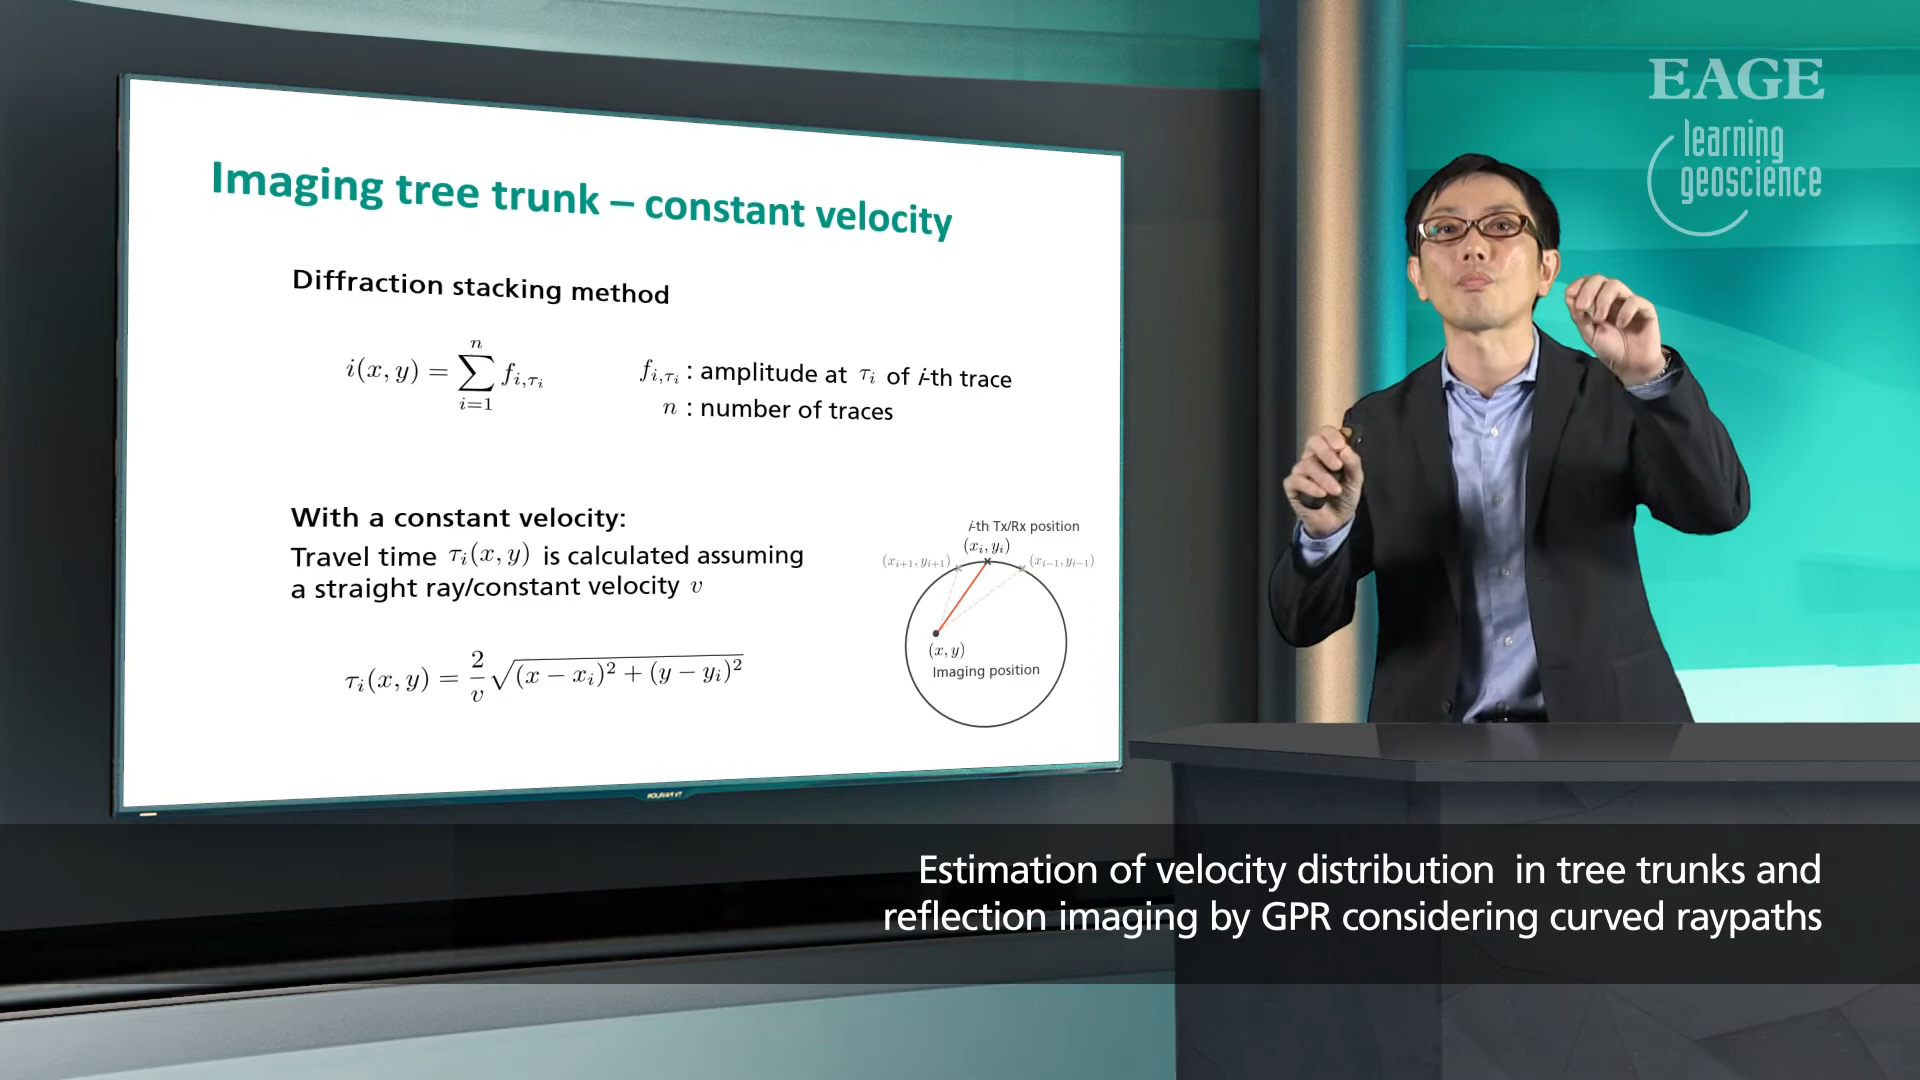 EAGE
learning
geoscience
Imaging tree trunk – constant velocity
Diffraction stacking method
i(x, y) = \sum_{i=1}^{n} f_{i,τ_i}
f_{i,τ_i} : amplitude at τ_i of i-th trace
n : number of traces
With a constant velocity:
Travel time τ_i(x, y) is calculated assuming
a straight ray/constant velocity v
τ_i(x, y) = \frac{2}{v} \sqrt{(x − x_i)^2 + (y − y_i)^2}
i-th Tx/Rx position
(x_i, y_i)
(x_{i+1}, y_{i+1})
(x_{i−1}, y_{i−1})
(x, y)
Imaging position
Estimation of velocity distribution in tree trunks and
reflection imaging by GPR considering curved raypaths